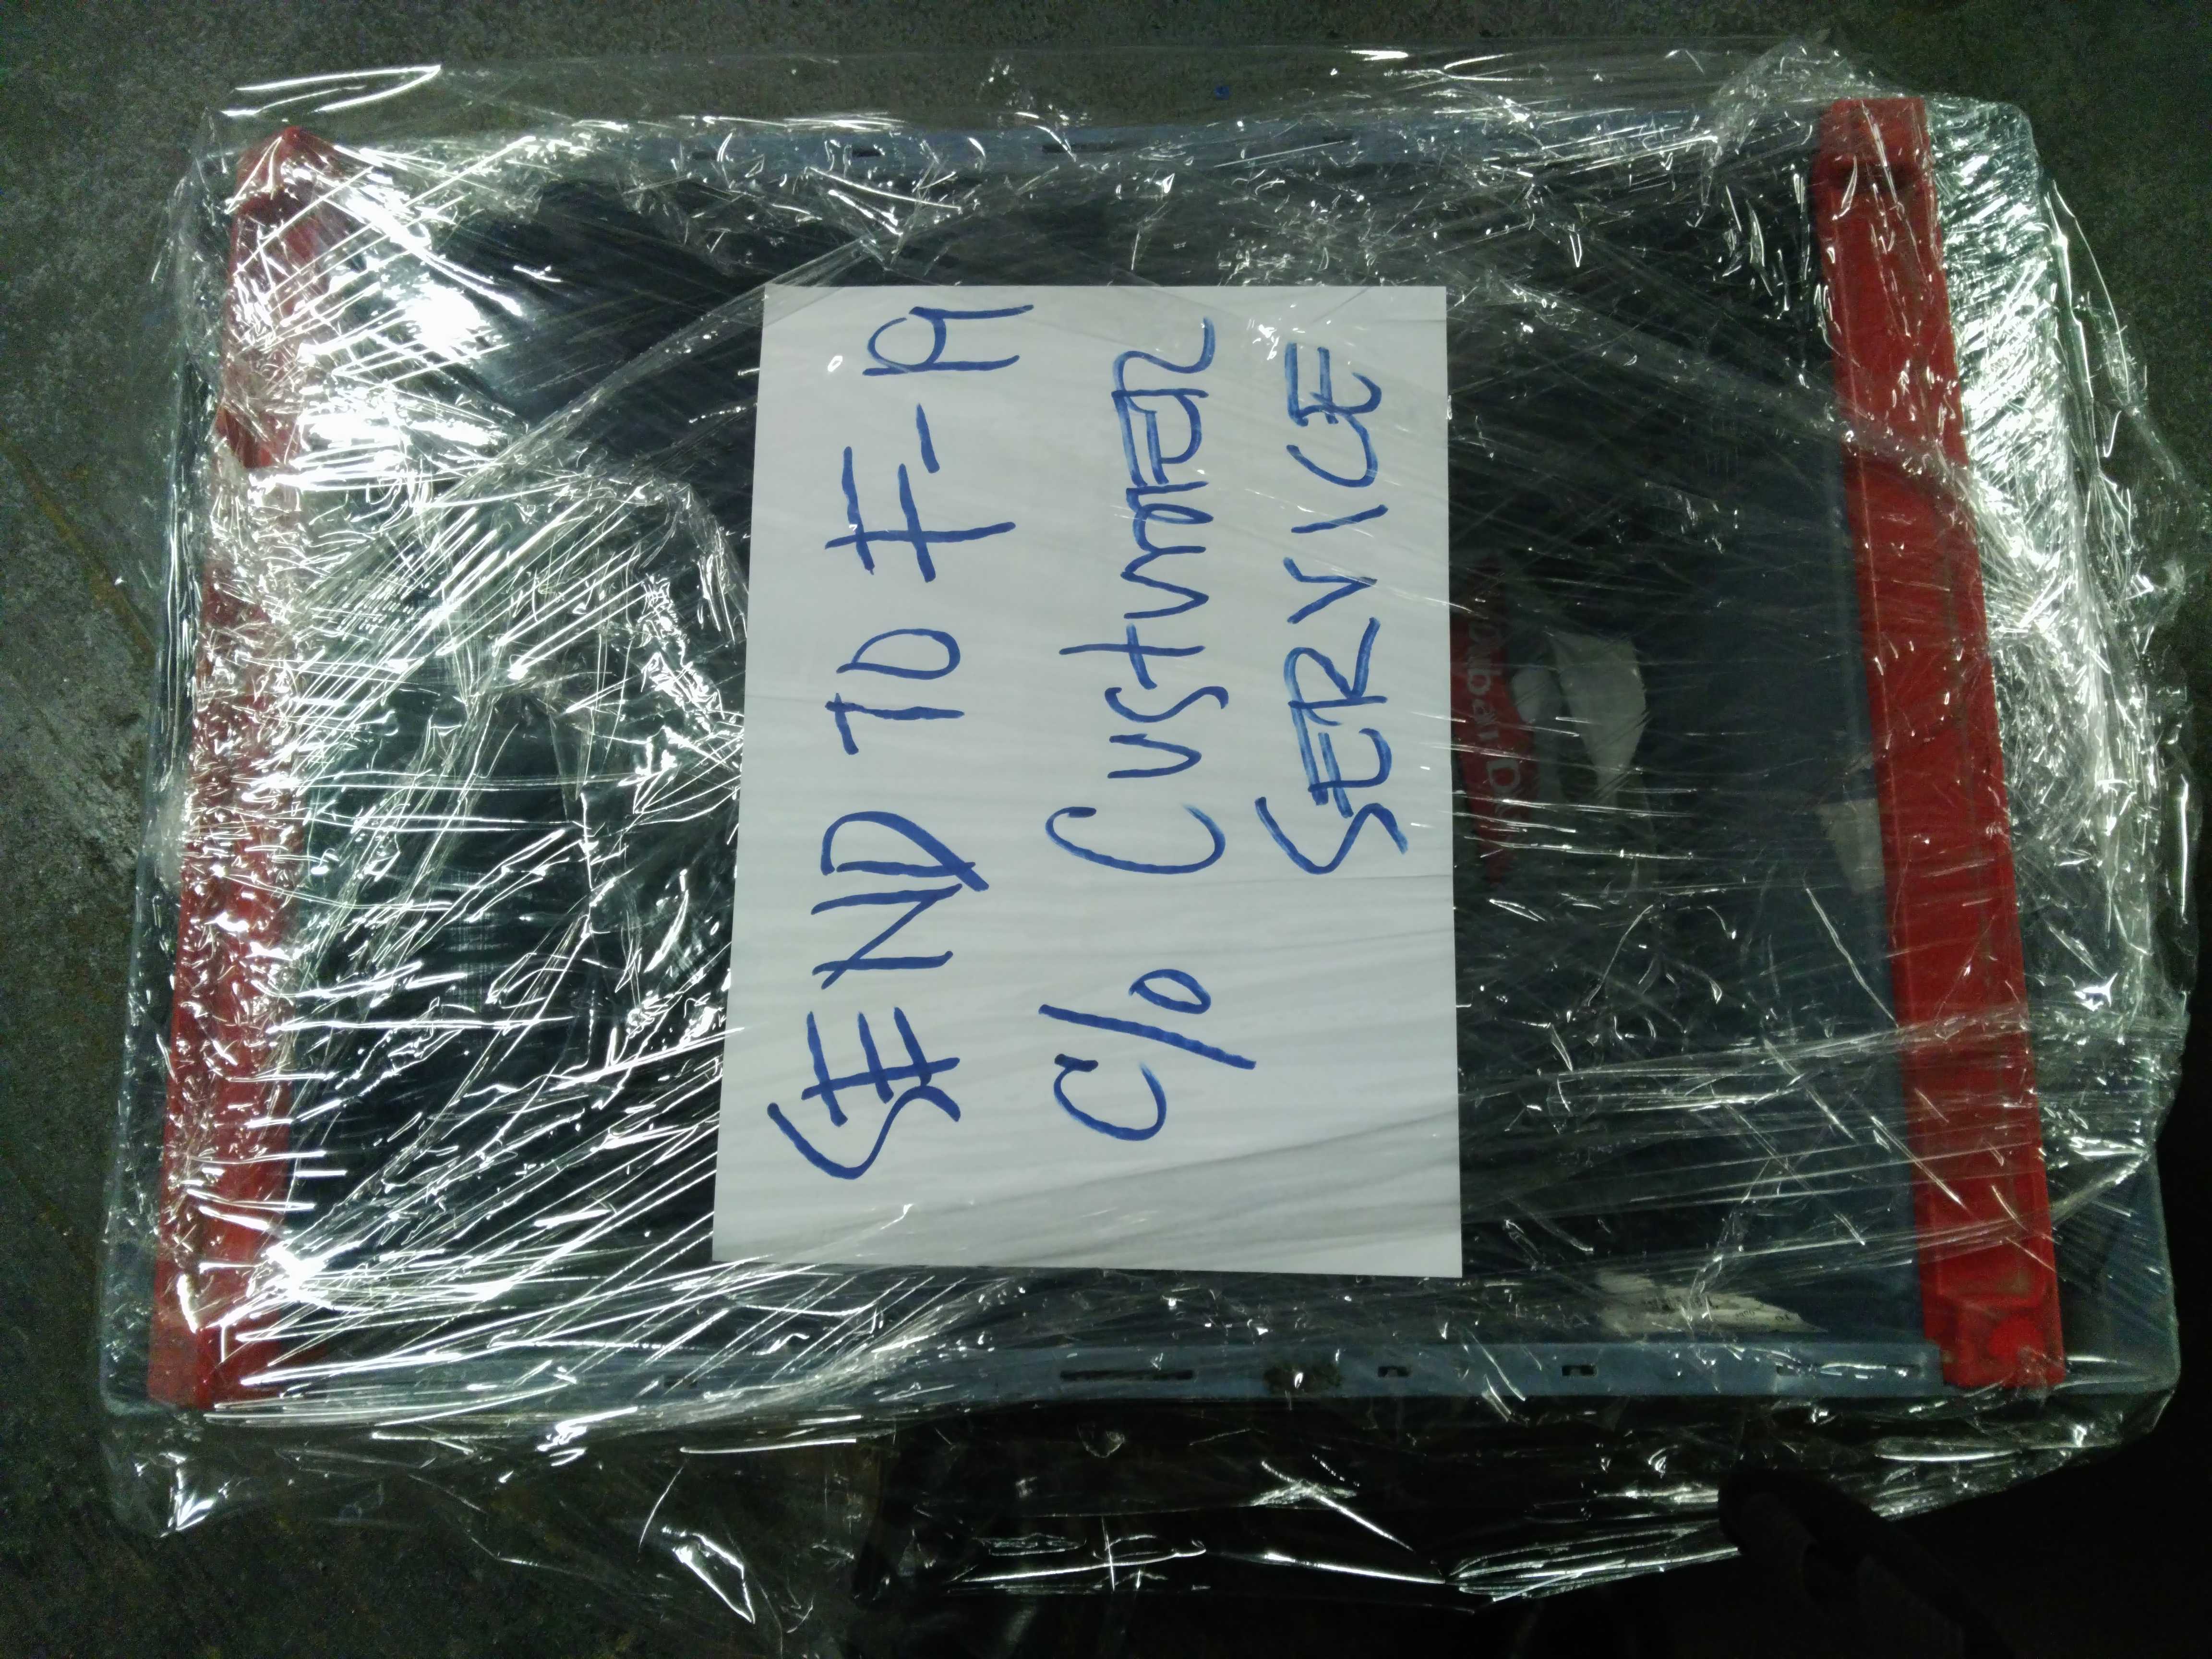 SEND TO F-A
C/o Custumer
SERVICE